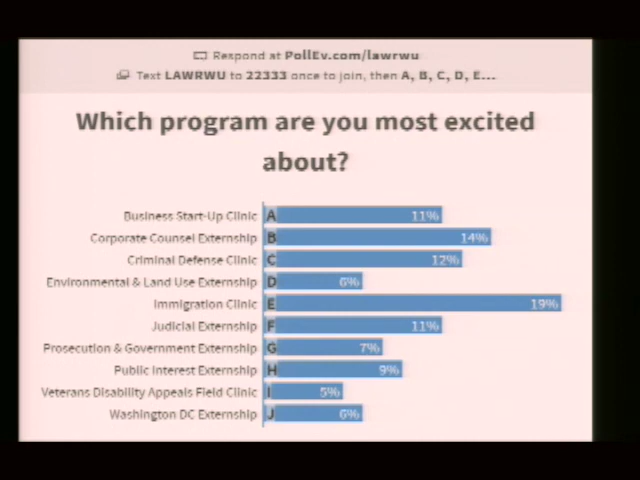 Respond at PollEv.com/lawrwu
Text LAWRWU to 22333 once to join, then A, B, C, D, E...
Which program are you most excited
about?
Business Start-Up Clinic A 11%
Corporate Counsel Externship B 14%
Criminal Defense Clinic C 12%
Environmental & Land Use Externship D 6%
Immigration Clinic E 19%
Judicial Externship F 11%
Prosecution & Government Externship G 7%
Public Interest Externship H 9%
Veterans Disability Appeals Field Clinic I 5%
Washington DC Externship J 6%